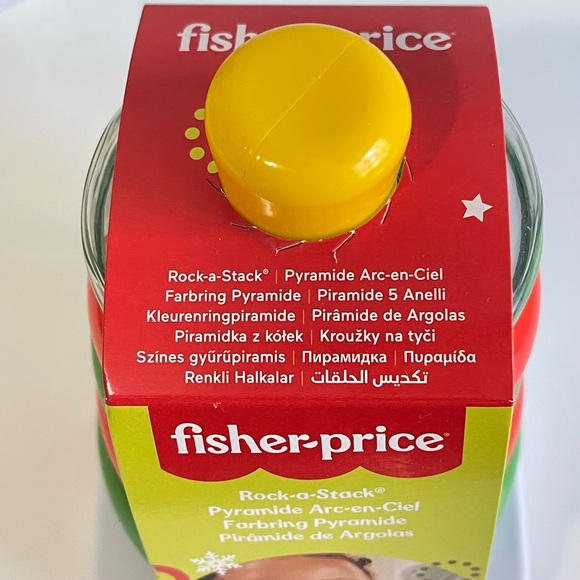 fisher-price
Rock-a-Stack® | Pyramide Arc-en-Ciel
Farbring Pyramide | Piramide 5 Anelli
Kleurenringpiramide | Pirâmide de Argolas
Piramidka z kółek | Kroužky na tyči
Színes gyűrűpiramis | Пирамидка | Πυραμίδα
Renkli Halkalar | تكديس الحلقات
fisher-price®
Rock-a-Stack®
Pyramide Arc-en-Ciel
Farbring Pyramide
Pirâmide de Argolas